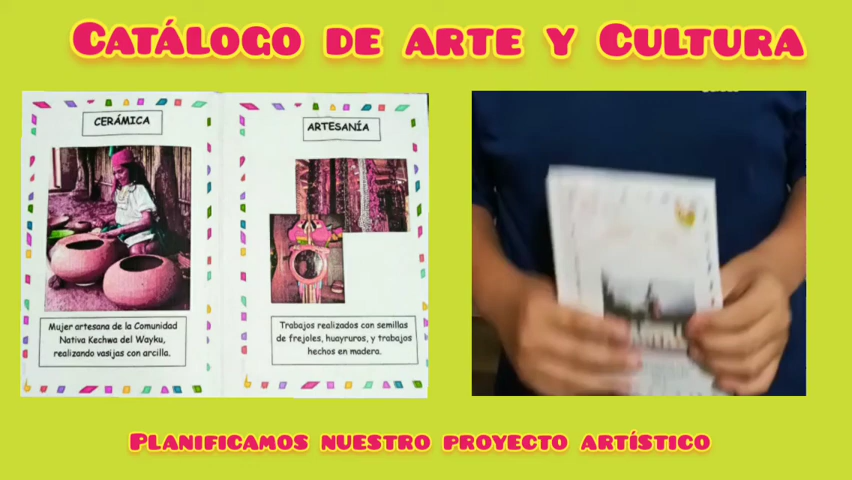 Catálogo de arte y Cultura
CERÁMICA
Mujer artesana de la Comunidad
Nativa Kechwa del Wayku,
realizando vasijas con arcilla.
ARTESANÍA
Trabajos realizados con semillas
de frejoles, huayruros, y trabajos
hechos en madera.
Planificamos nuestro proyecto artístico